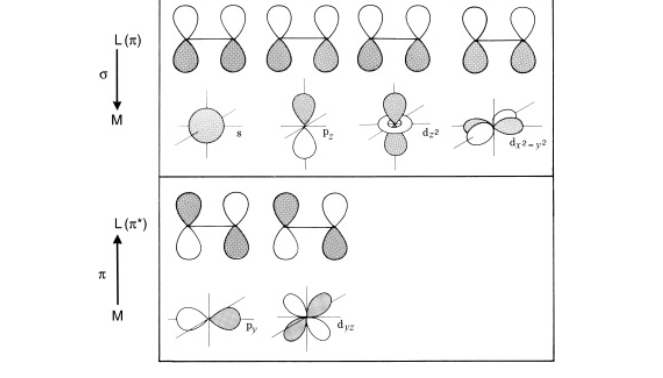 L(π)
σ
M
s
p_z
d_z²
d_x²=y²
L(π*)
π
M
p_y
d_yz